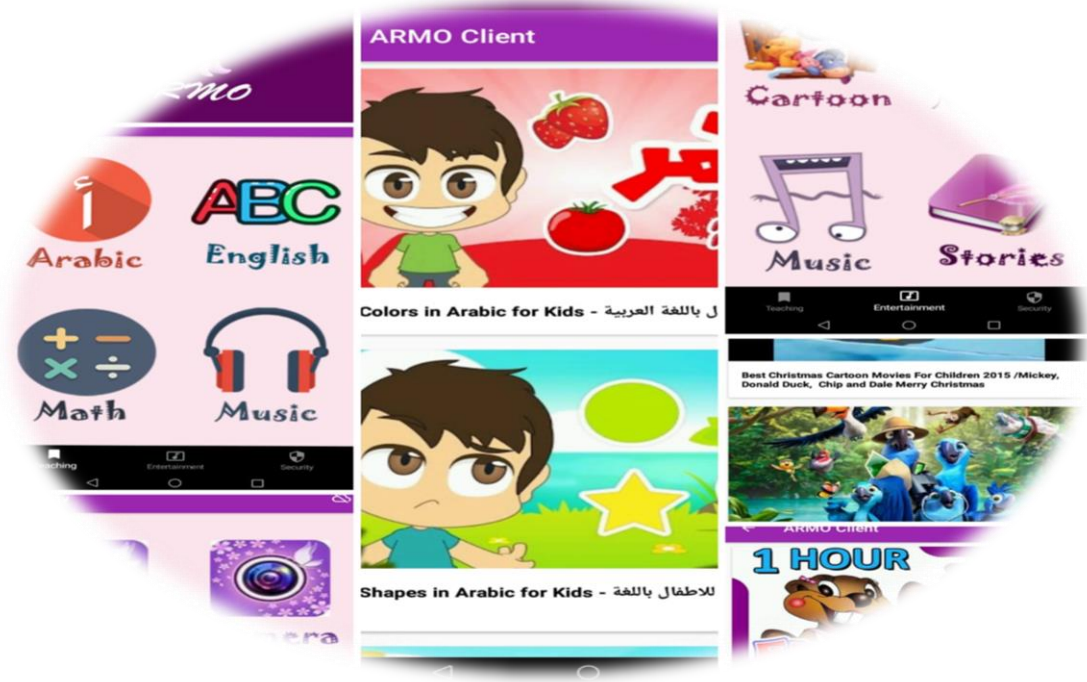 Arabic
ABC
English
Math
Music
Entertainment
Security
ARMO Client
Colors in Arabic for Kids - ل باللغة العربية
Shapes in Arabic for Kids - للاطفال باللغة
Cartoon
Music
Stories
Teaching
Entertainment
Security
Best Christmas Cartoon Movies For Children 2015 /Mickey,
Donald Duck, Chip and Dale Merry Christmas
ARMO Client
1 HOUR